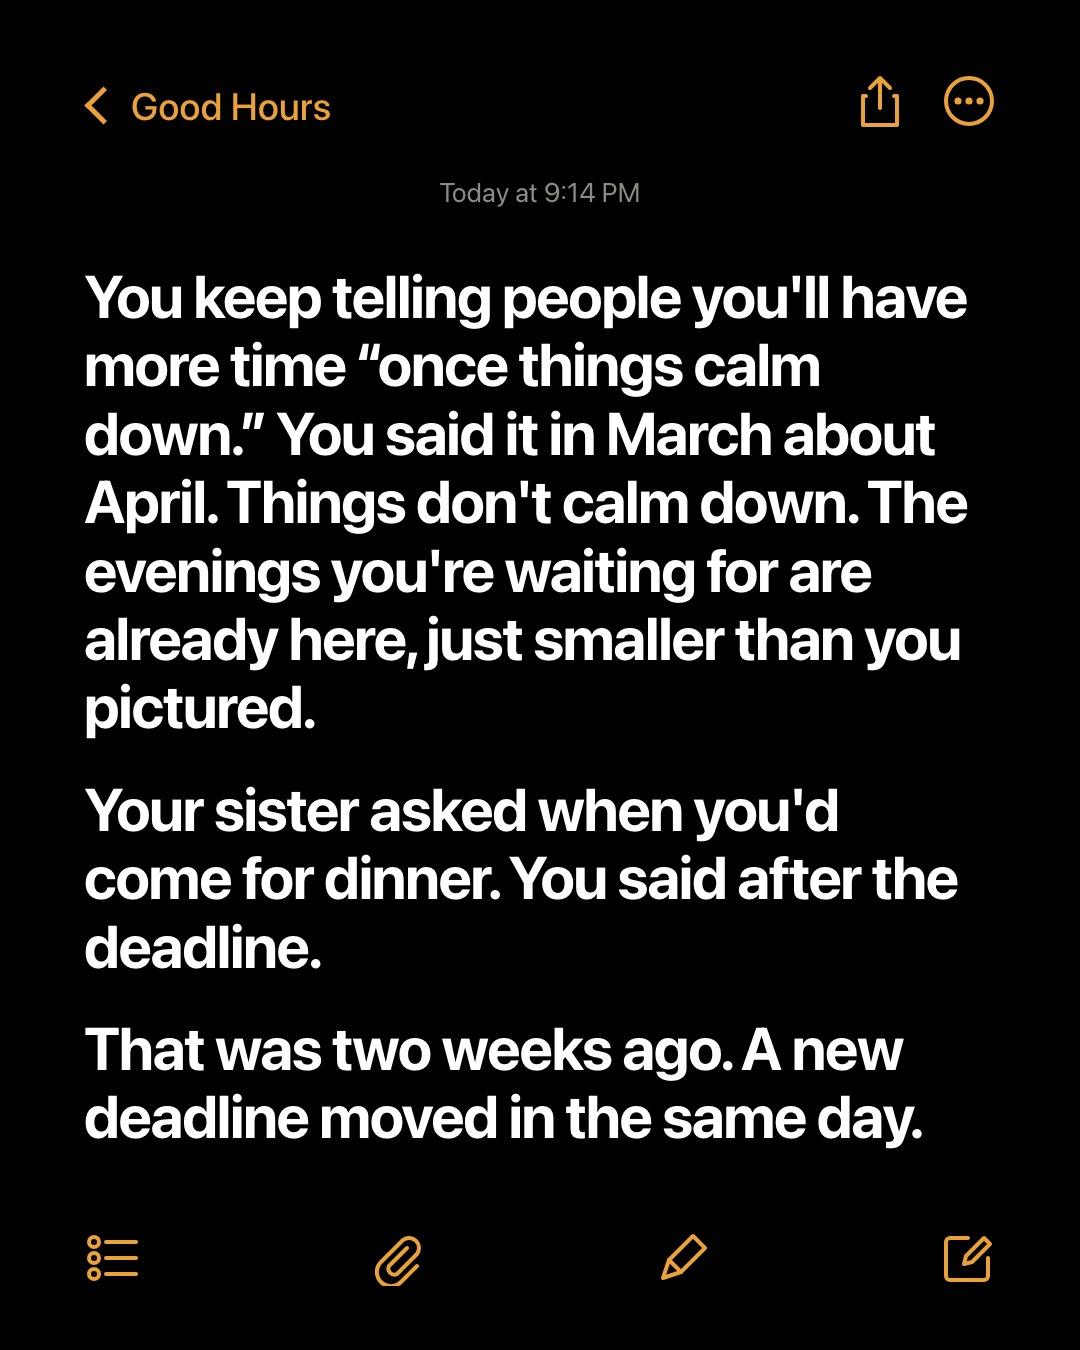 Good Hours
Today at 9:14 PM
You keep telling people you'll have
more time “once things calm
down.” You said it in March about
April. Things don't calm down. The
evenings you're waiting for are
already here, just smaller than you
pictured.
Your sister asked when you'd
come for dinner. You said after the
deadline.
That was two weeks ago. A new
deadline moved in the same day.